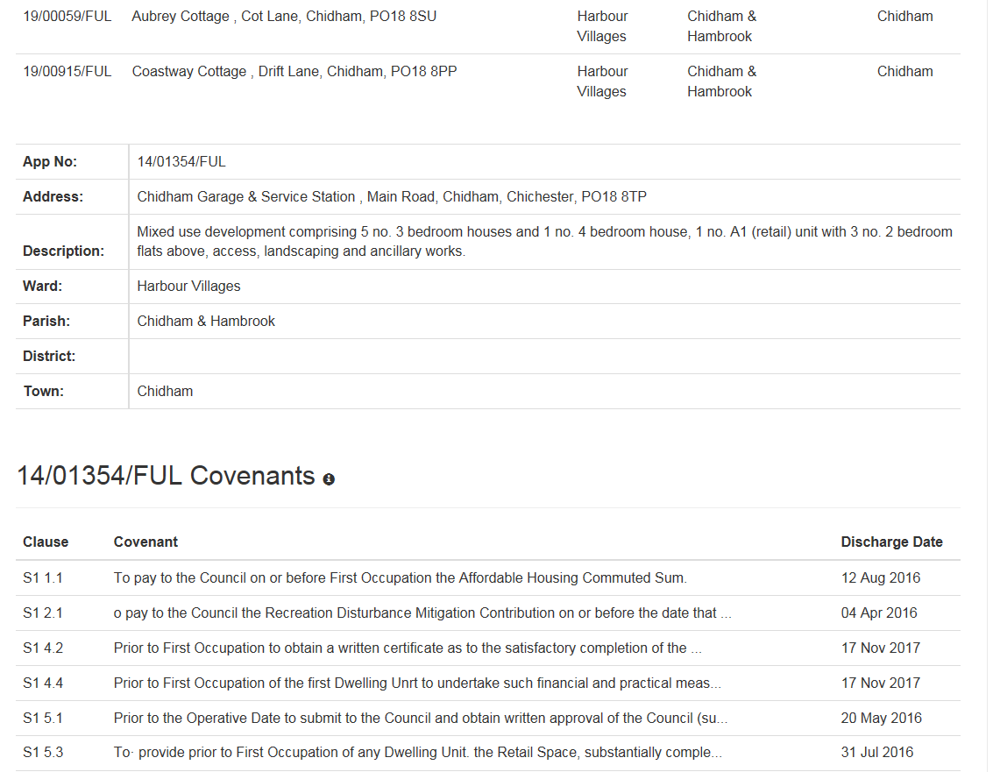 19/00059/FUL Aubrey Cottage , Cot Lane, Chidham, PO18 8SU Harbour Villages Chidham & Hambrook Chidham
19/00915/FUL Coastway Cottage , Drift Lane, Chidham, PO18 8PP Harbour Villages Chidham & Hambrook Chidham
App No: 14/01354/FUL
Address: Chidham Garage & Service Station , Main Road, Chidham, Chichester, PO18 8TP
Description: Mixed use development comprising 5 no. 3 bedroom houses and 1 no. 4 bedroom house, 1 no. A1 (retail) unit with 3 no. 2 bedroom
flats above, access, landscaping and ancillary works.
Ward: Harbour Villages
Parish: Chidham & Hambrook
District:
Town: Chidham
14/01354/FUL Covenants
Clause Covenant Discharge Date
S1 1.1 To pay to the Council on or before First Occupation the Affordable Housing Commuted Sum. 12 Aug 2016
S1 2.1 o pay to the Council the Recreation Disturbance Mitigation Contribution on or before the date that ... 04 Apr 2016
S1 4.2 Prior to First Occupation to obtain a written certificate as to the satisfactory completion of the ... 17 Nov 2017
S1 4.4 Prior to First Occupation of the first Dwelling Unrt to undertake such financial and practical meas... 17 Nov 2017
S1 5.1 Prior to the Operative Date to submit to the Council and obtain written approval of the Council (su... 20 May 2016
S1 5.3 To· provide prior to First Occupation of any Dwelling Unit. the Retail Space, substantially comple... 31 Jul 2016